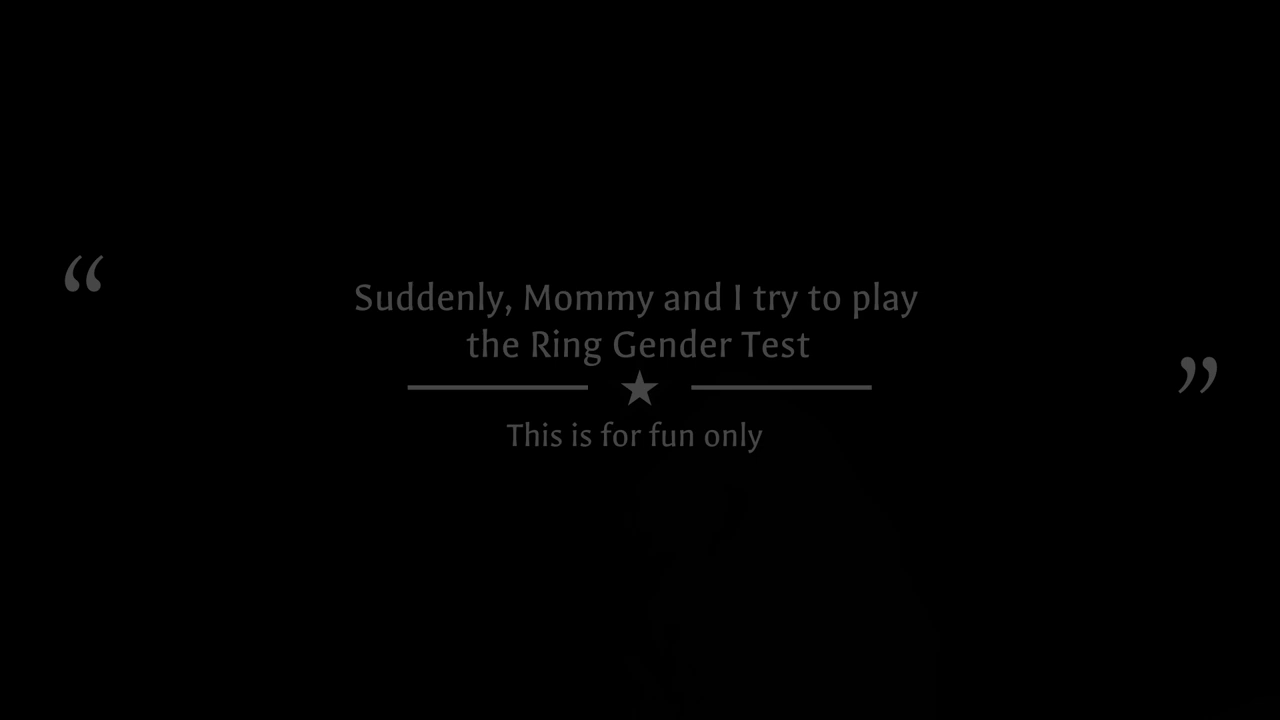 “
Suddenly, Mommy and I try to play
the Ring Gender Test
This is for fun only
”